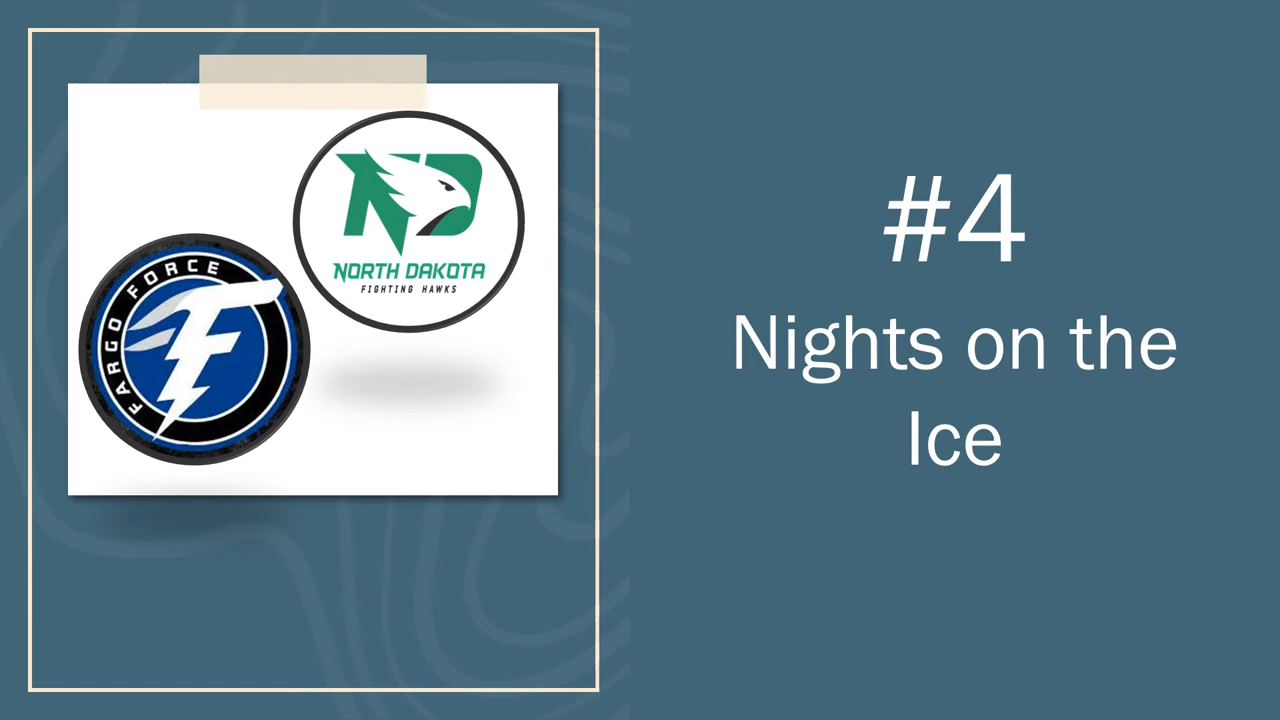 FARGO FORCE
NORTH DAKOTA
FIGHTING HAWKS
#4
Nights on the
Ice